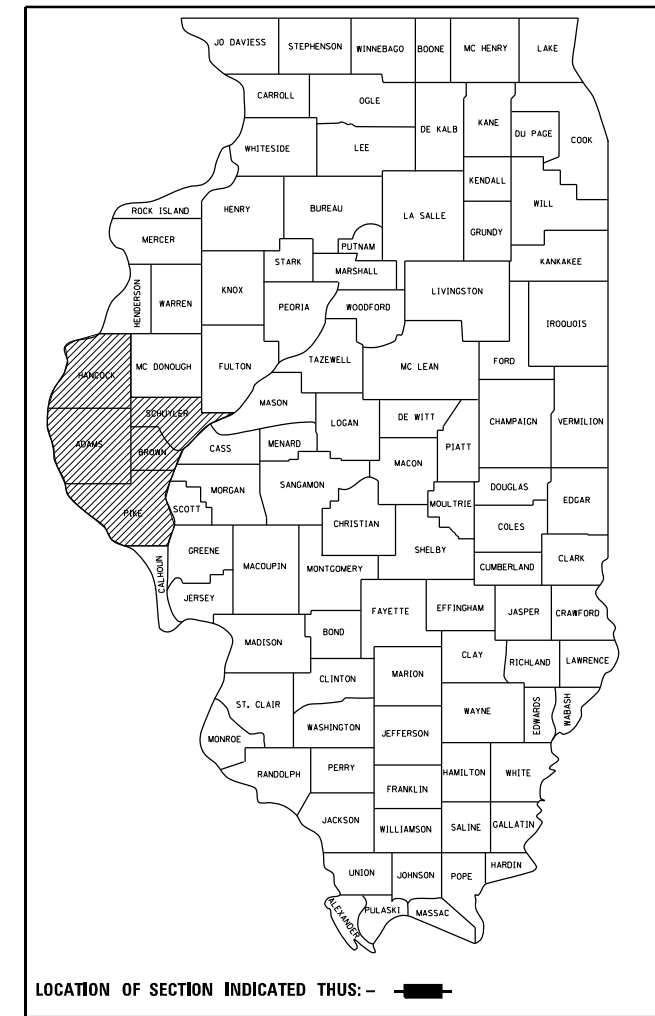 JO DAVIESS
STEPHENSON
WINNEBAGO
BOONE
MC HENRY
LAKE
CARROLL
OGLE
DE KALB
KANE
DU PAGE
COOK
WHITESIDE
LEE
KENDALL
WILL
ROCK ISLAND
HENRY
BUREAU
LA SALLE
GRUNDY
MERCER
PUTNAM
KANKAKEE
STARK
MARSHALL
HENDERSON
WARREN
KNOX
PEORIA
WOODFORD
LIVINGSTON
IROQUOIS
HANCOCK
MC DONOUGH
FULTON
TAZEWELL
MC LEAN
FORD
MASON
SCHUYLER
LOGAN
DE WITT
CHAMPAIGN
VERMILION
ADAMS
BROWN
CASS
MENARD
PIATT
MACON
MORGAN
SANGAMON
DOUGLAS
EDGAR
PIKE
SCOTT
MOULTRIE
CHRISTIAN
COLES
GREENE
SHELBY
CALHOUN
MACOUPIN
MONTGOMERY
CUMBERLAND
CLARK
JERSEY
FAYETTE
EFFINGHAM
JASPER
CRAWFORD
BOND
MADISON
CLAY
RICHLAND
LAWRENCE
CLINTON
MARION
ST. CLAIR
WAYNE
EDWARDS
WABASH
WASHINGTON
JEFFERSON
MONROE
RANDOLPH
PERRY
HAMILTON
WHITE
FRANKLIN
JACKSON
WILLIAMSON
SALINE
GALLATIN
UNION
JOHNSON
POPE
HARDIN
ALEXANDER
PULASKI
MASSAC
LOCATION OF SECTION INDICATED THUS: -